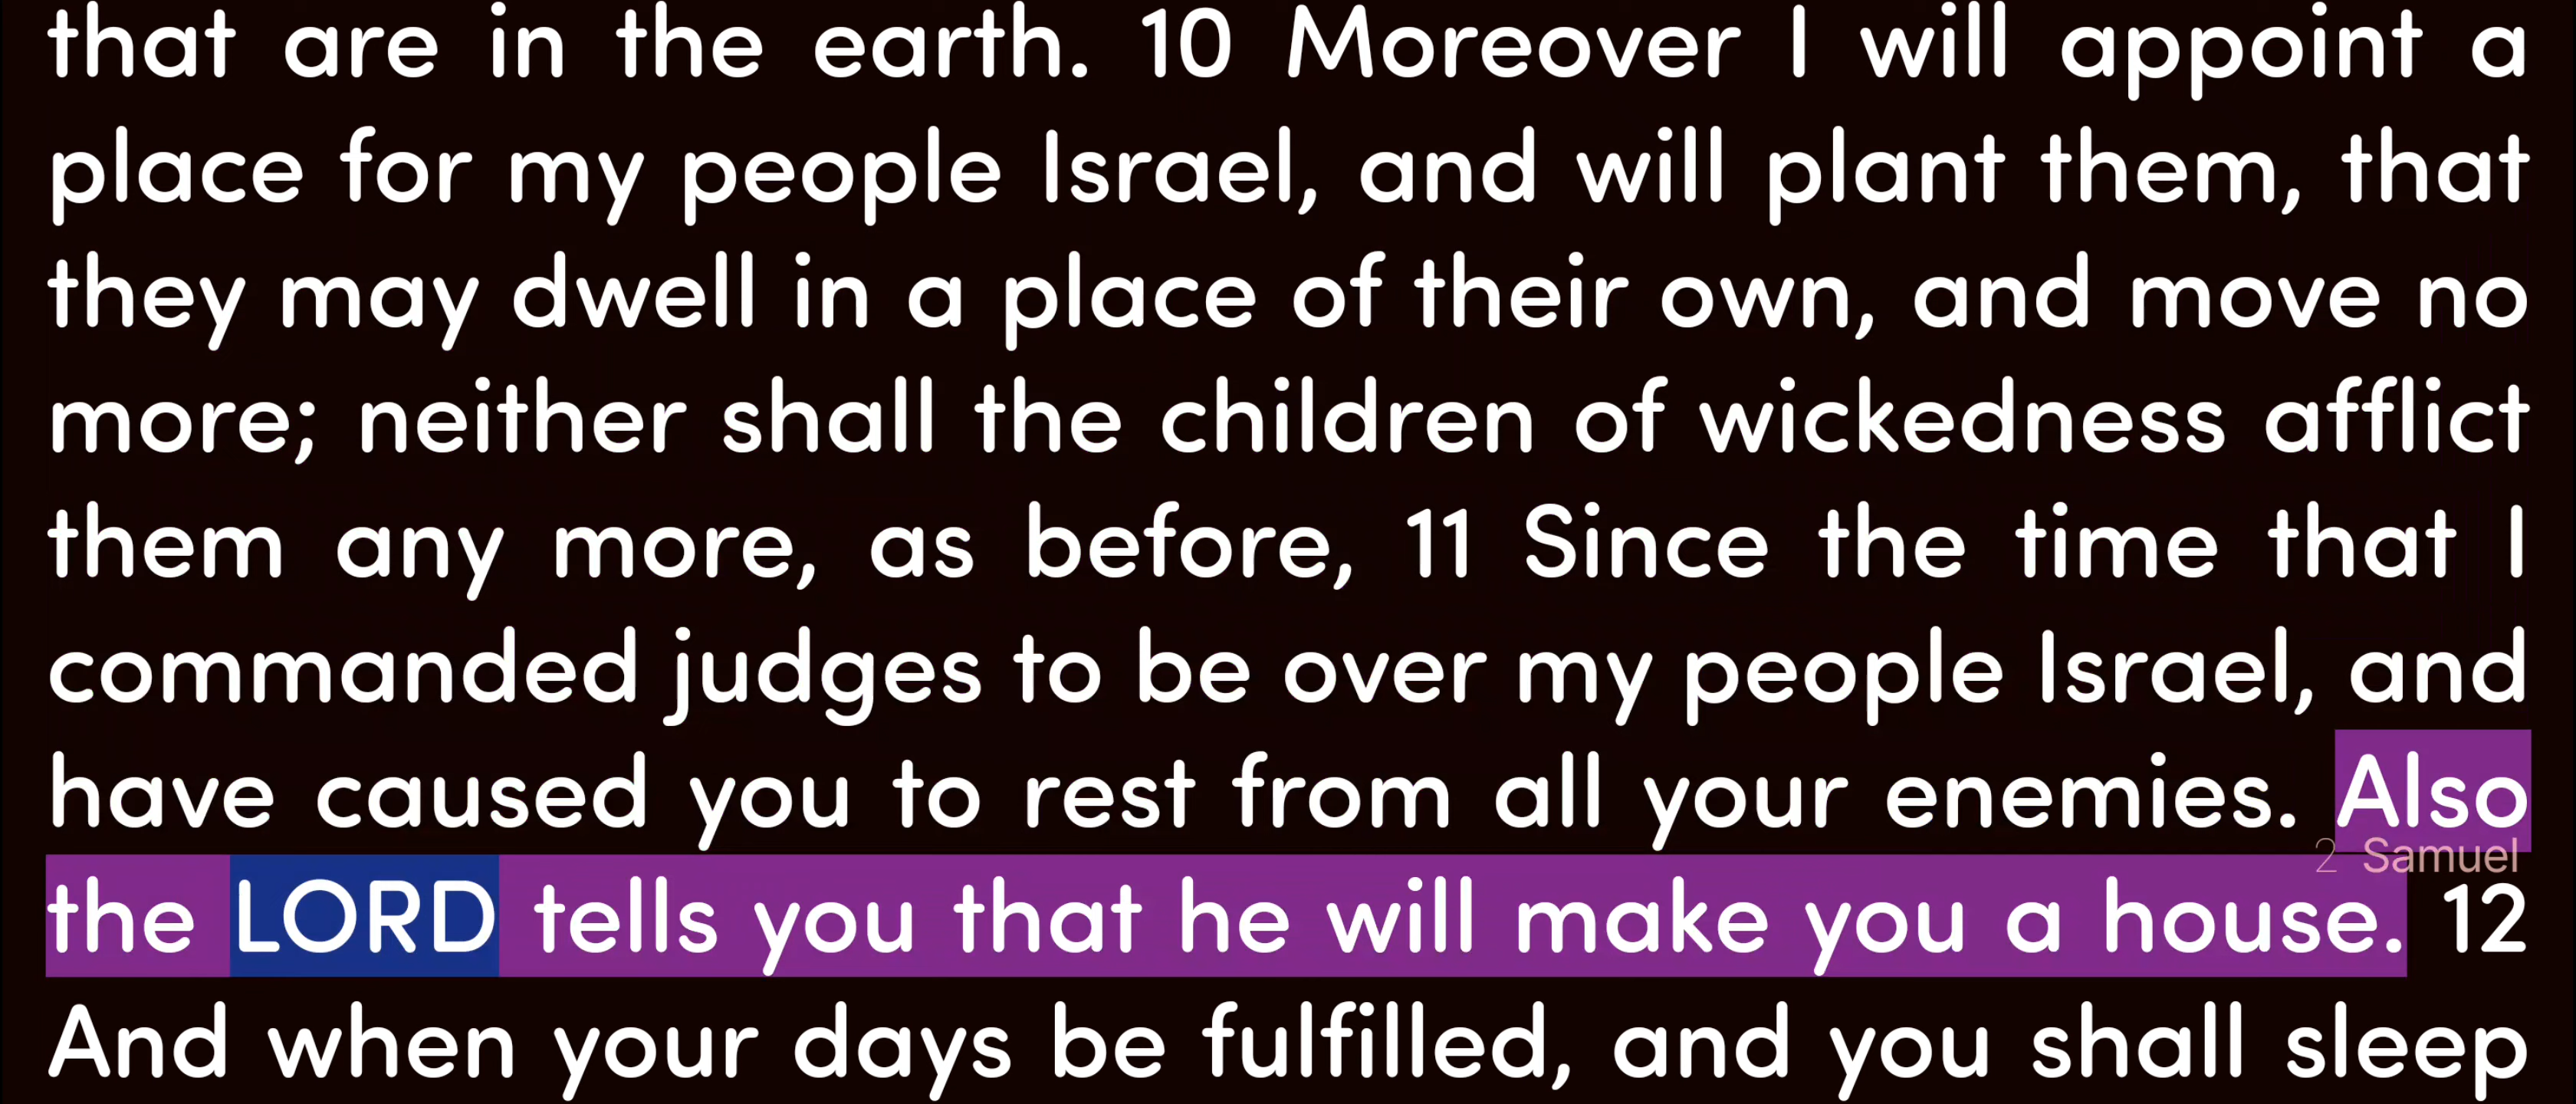 that are in the earth. 10 Moreover I will appoint a
place for my people Israel, and will plant them, that
they may dwell in a place of their own, and move no
more; neither shall the children of wickedness afflict
them any more, as before, 11 Since the time that I
commanded judges to be over my people Israel, and
have caused you to rest from all your enemies. Also
2 Samuel
the LORD tells you that he will make you a house. 12
And when your days be fulfilled, and you shall sleep